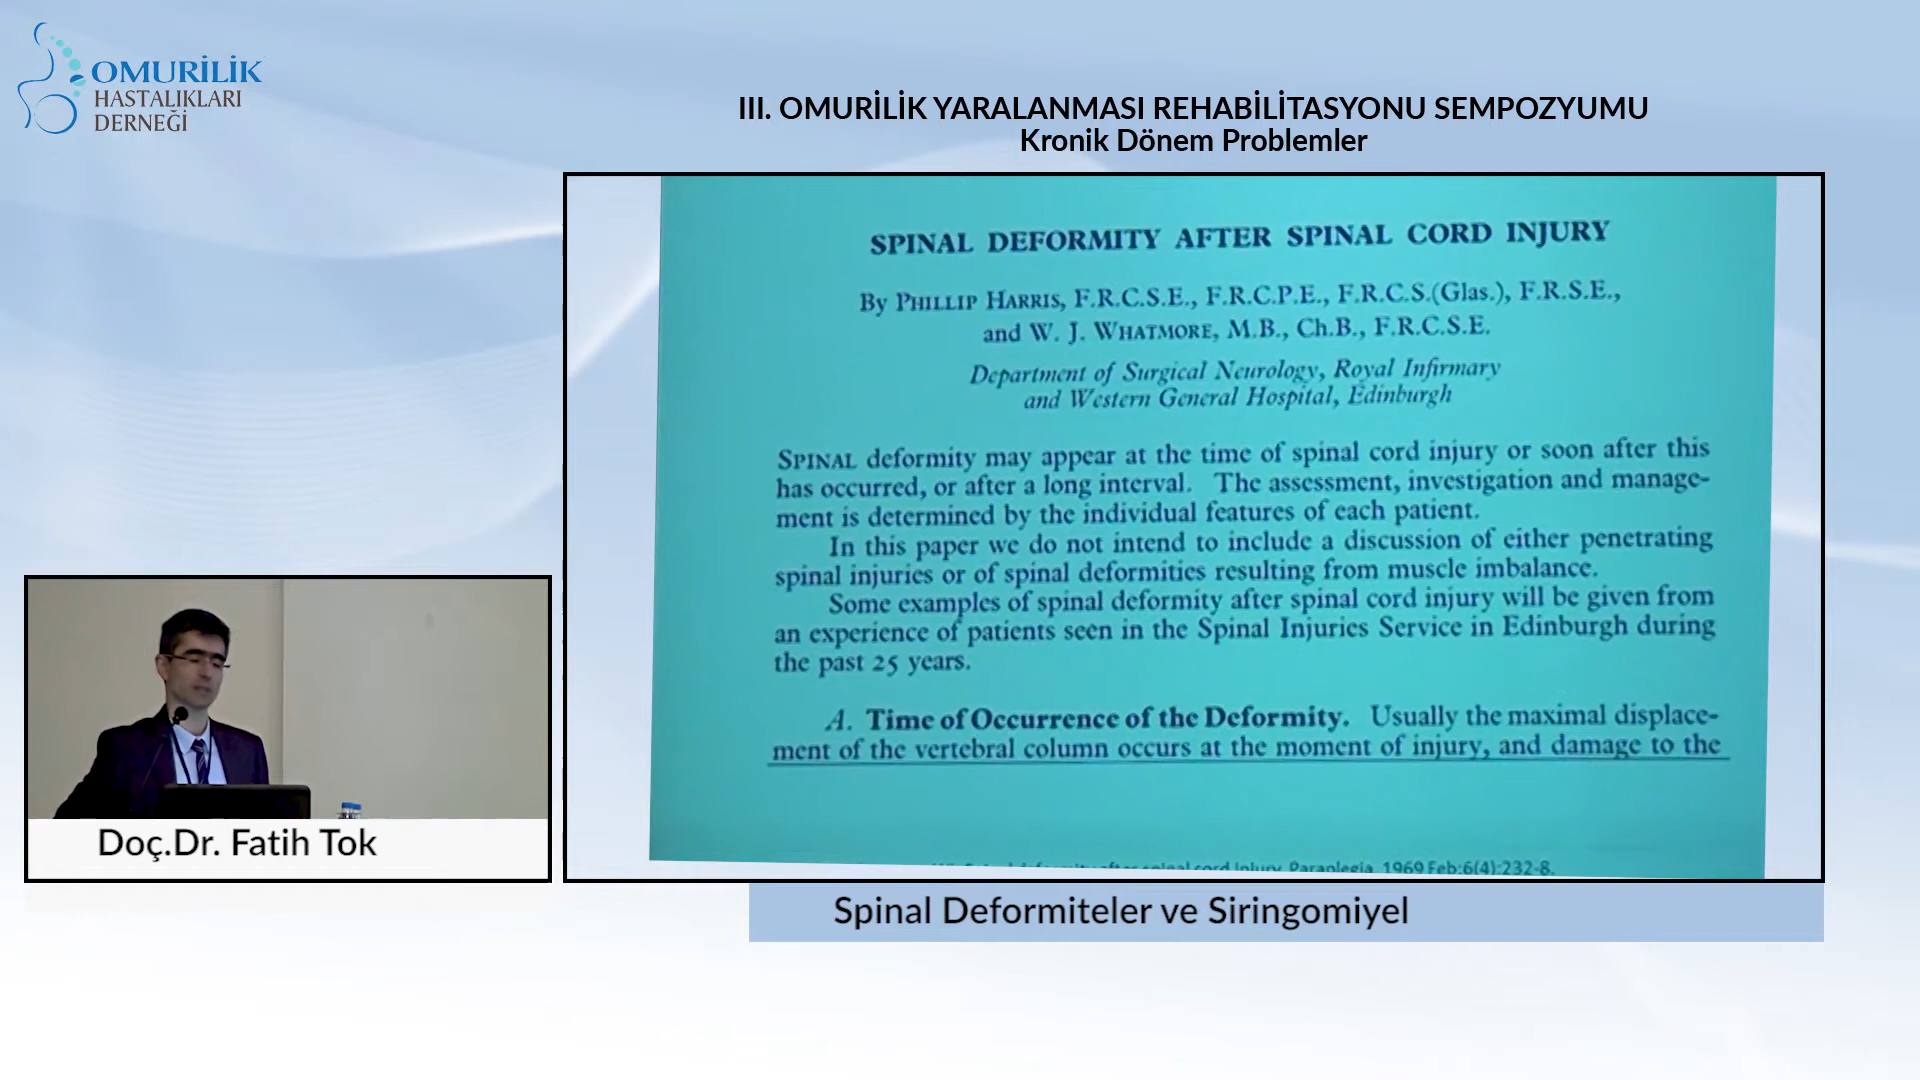 OMURİLİK
HASTALIKLARI
DERNEĞİ
III. OMURİLİK YARALANMASI REHABİLİTASYONU SEMPOZYUMU
Kronik Dönem Problemler
SPINAL DEFORMITY AFTER SPINAL CORD INJURY
By PHILLIP HARRIS, F.R.C.S.E., F.R.C.P.E., F.R.C.S.(Glas.), F.R.S.E.,
and W. J. WHATMORE, M.B., Ch.B., F.R.C.S.E.
Department of Surgical Neurology, Royal Infirmary
and Western General Hospital, Edinburgh
SPINAL deformity may appear at the time of spinal cord injury or soon after this
has occurred, or after a long interval. The assessment, investigation and manage-
ment is determined by the individual features of each patient.
In this paper we do not intend to include a discussion of either penetrating
spinal injuries or of spinal deformities resulting from muscle imbalance.
Some examples of spinal deformity after spinal cord injury will be given from
an experience of patients seen in the Spinal Injuries Service in Edinburgh during
the past 25 years.
A. Time of Occurrence of the Deformity. Usually the maximal displace-
ment of the vertebral column occurs at the moment of injury, and damage to the
deformity after spinal cord injury. Paraplegia. 1969 Feb;6(4):232-8.
Doç.Dr. Fatih Tok
Spinal Deformiteler ve Siringomiyel